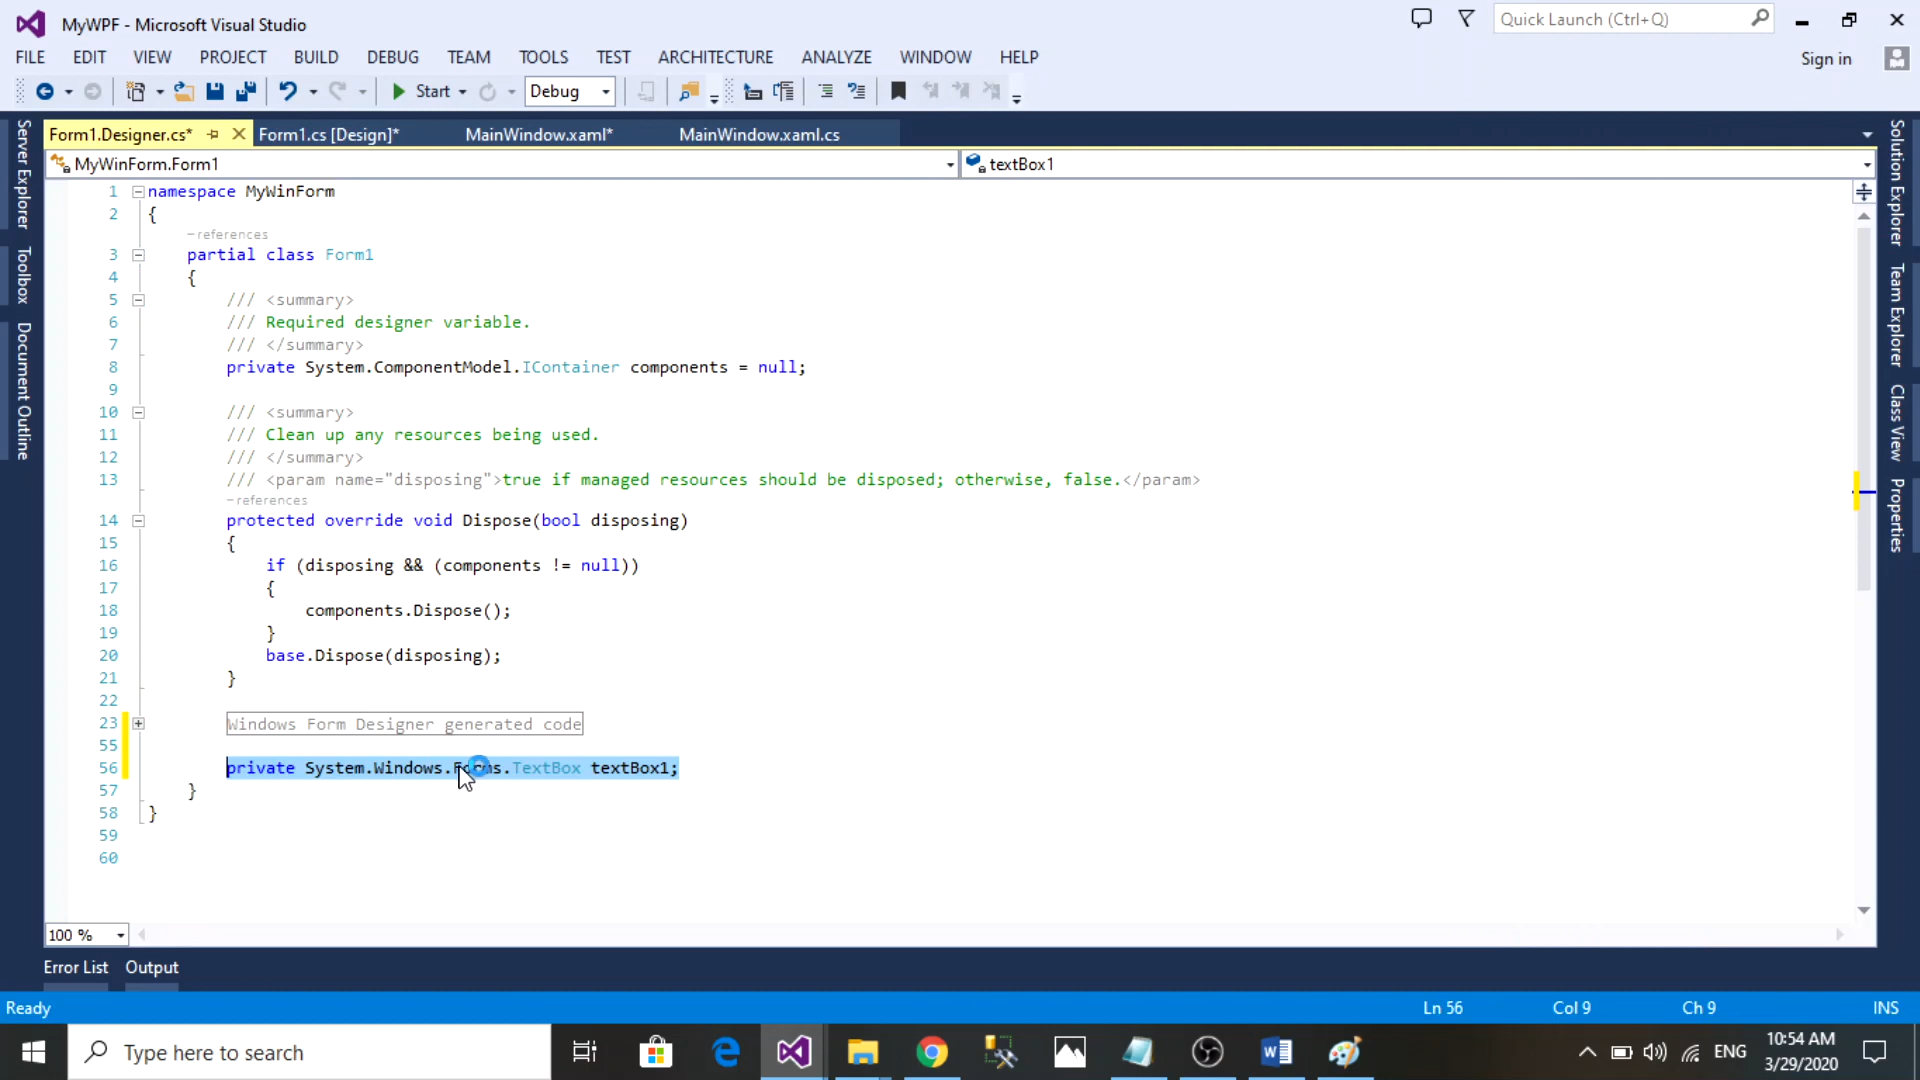 MyWPF - Microsoft Visual Studio
Quick Launch (Ctrl+Q)
FILE EDIT VIEW PROJECT BUILD DEBUG TEAM TOOLS TEST ARCHITECTURE ANALYZE WINDOW HELP
Sign in
Start Debug
Form1.Designer.cs* Form1.cs [Design]* MainWindow.xaml* MainWindow.xaml.cs
MyWinForm.Form1 textBox1
Server Explorer
Toolbox
Document Outline
Solution Explorer
Team Explorer
Class View
Properties
1 namespace MyWinForm
2 {
–references
3 partial class Form1
4 {
5 /// <summary>
6 /// Required designer variable.
7 /// </summary>
8 private System.ComponentModel.IContainer components = null;
9
10 /// <summary>
11 /// Clean up any resources being used.
12 /// </summary>
13 /// <param name="disposing">true if managed resources should be disposed; otherwise, false.</param>
–references
14 protected override void Dispose(bool disposing)
15 {
16 if (disposing && (components != null))
17 {
18 components.Dispose();
19 }
20 base.Dispose(disposing);
21 }
22
23 Windows Form Designer generated code
55
56 private System.Windows.Forms.TextBox textBox1;
57 }
58 }
59
60
100 %
Error List Output
Ready Ln 56 Col 9 Ch 9 INS
Type here to search
ENG
10:54 AM
3/29/2020